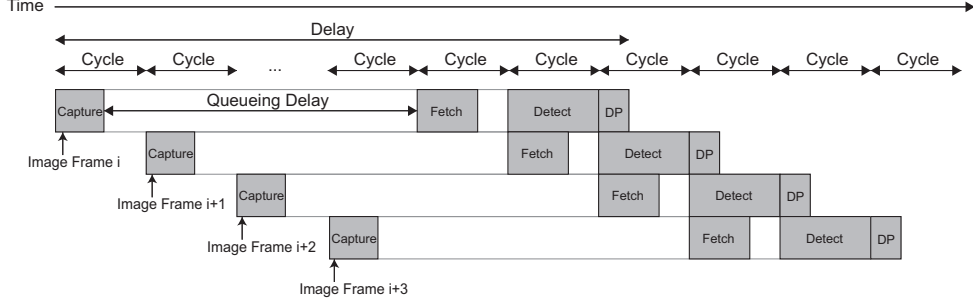 Time
Delay
Cycle Cycle ... Cycle Cycle Cycle Cycle Cycle Cycle Cycle
Capture Queueing Delay Fetch Detect DP
Image Frame i Capture Fetch Detect DP
Image Frame i+1 Capture Fetch Detect DP
Image Frame i+2 Capture Fetch Detect DP
Image Frame i+3